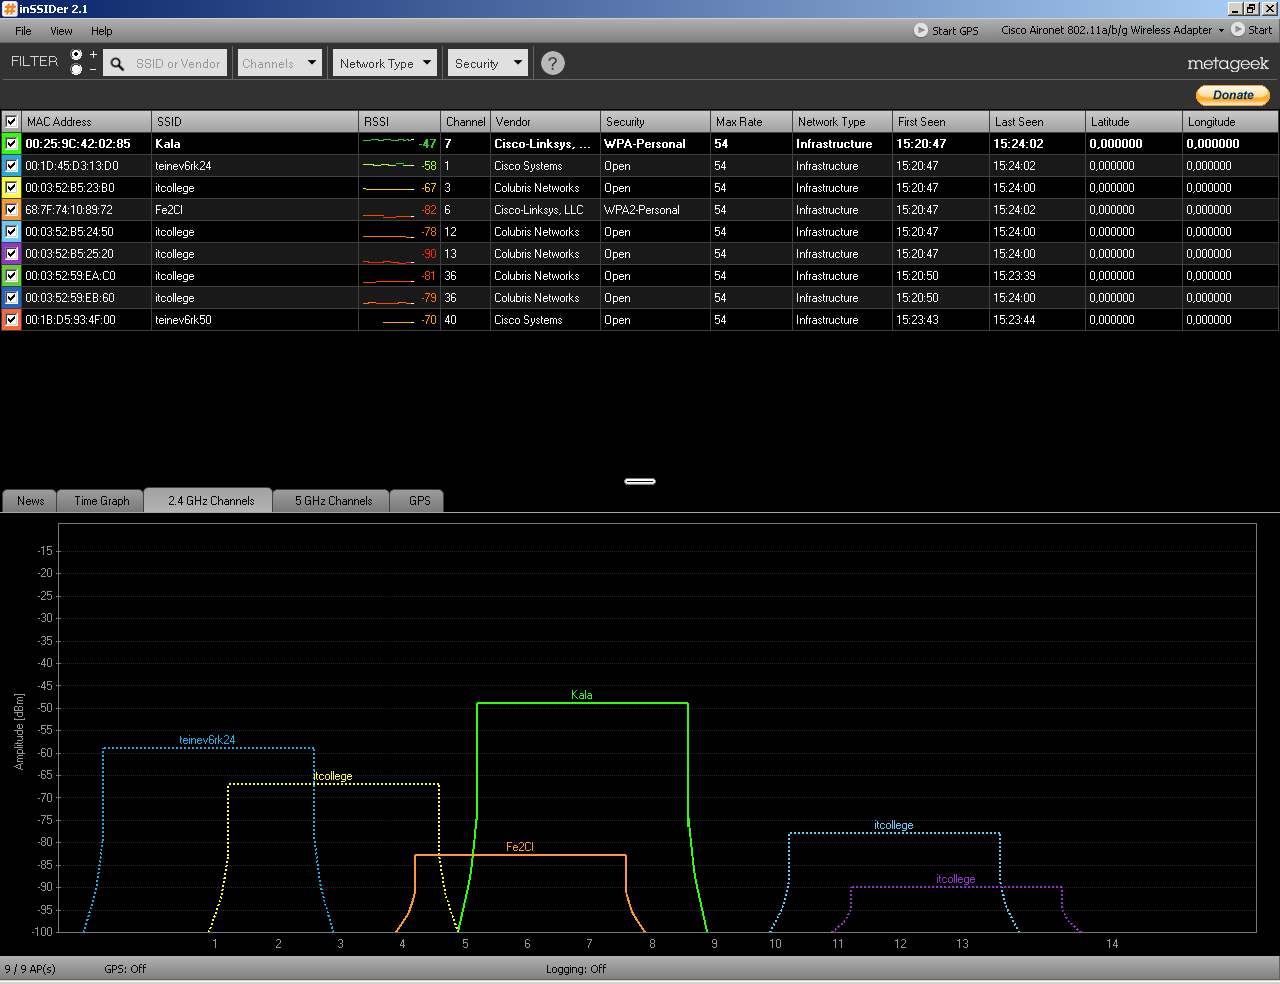 inSSIDer 2.1
File View Help Start GPS Cisco Aironet 802.11a/b/g Wireless Adapter Start
FILTER + - SSID or Vendor Channels Network Type Security ? metageek
Donate
MAC Address SSID RSSI Channel Vendor Security Max Rate Network Type First Seen Last Seen Latitude Longitude
00:25:9C:42:02:85 Kala -47 7 Cisco-Linksys, ... WPA-Personal 54 Infrastructure 15:20:47 15:24:02 0,000000 0,000000
00:1D:45:D3:13:D0 teinev6rk24 -58 1 Cisco Systems Open 54 Infrastructure 15:20:47 15:24:02 0,000000 0,000000
00:03:52:B5:23:B0 itcollege -67 3 Colubris Networks Open 54 Infrastructure 15:20:47 15:24:00 0,000000 0,000000
68:7F:74:10:89:72 Fe2Cl -82 6 Cisco-Linksys, LLC WPA2-Personal 54 Infrastructure 15:20:47 15:24:02 0,000000 0,000000
00:03:52:B5:24:50 itcollege -78 12 Colubris Networks Open 54 Infrastructure 15:20:47 15:24:00 0,000000 0,000000
00:03:52:B5:25:20 itcollege -90 13 Colubris Networks Open 54 Infrastructure 15:20:47 15:24:00 0,000000 0,000000
00:03:52:59:EA:C0 itcollege -81 36 Colubris Networks Open 54 Infrastructure 15:20:50 15:23:39 0,000000 0,000000
00:03:52:59:EB:60 itcollege -79 36 Colubris Networks Open 54 Infrastructure 15:20:50 15:24:00 0,000000 0,000000
00:1B:D5:93:4F:00 teinev6rk50 -70 40 Cisco Systems Open 54 Infrastructure 15:23:43 15:23:44 0,000000 0,000000
News Time Graph 2.4 GHz Channels 5 GHz Channels GPS
Amplitude [dBm]
-15
-20
-25
-30
-35
-40
-45
-50
-55
-60
-65
-70
-75
-80
-85
-90
-95
-100
Kala
teinev6rk24
itcollege
itcollege
Fe2Cl
itcollege
1 2 3 4 5 6 7 8 9 10 11 12 13 14
9 / 9 AP(s) GPS: Off Logging: Off